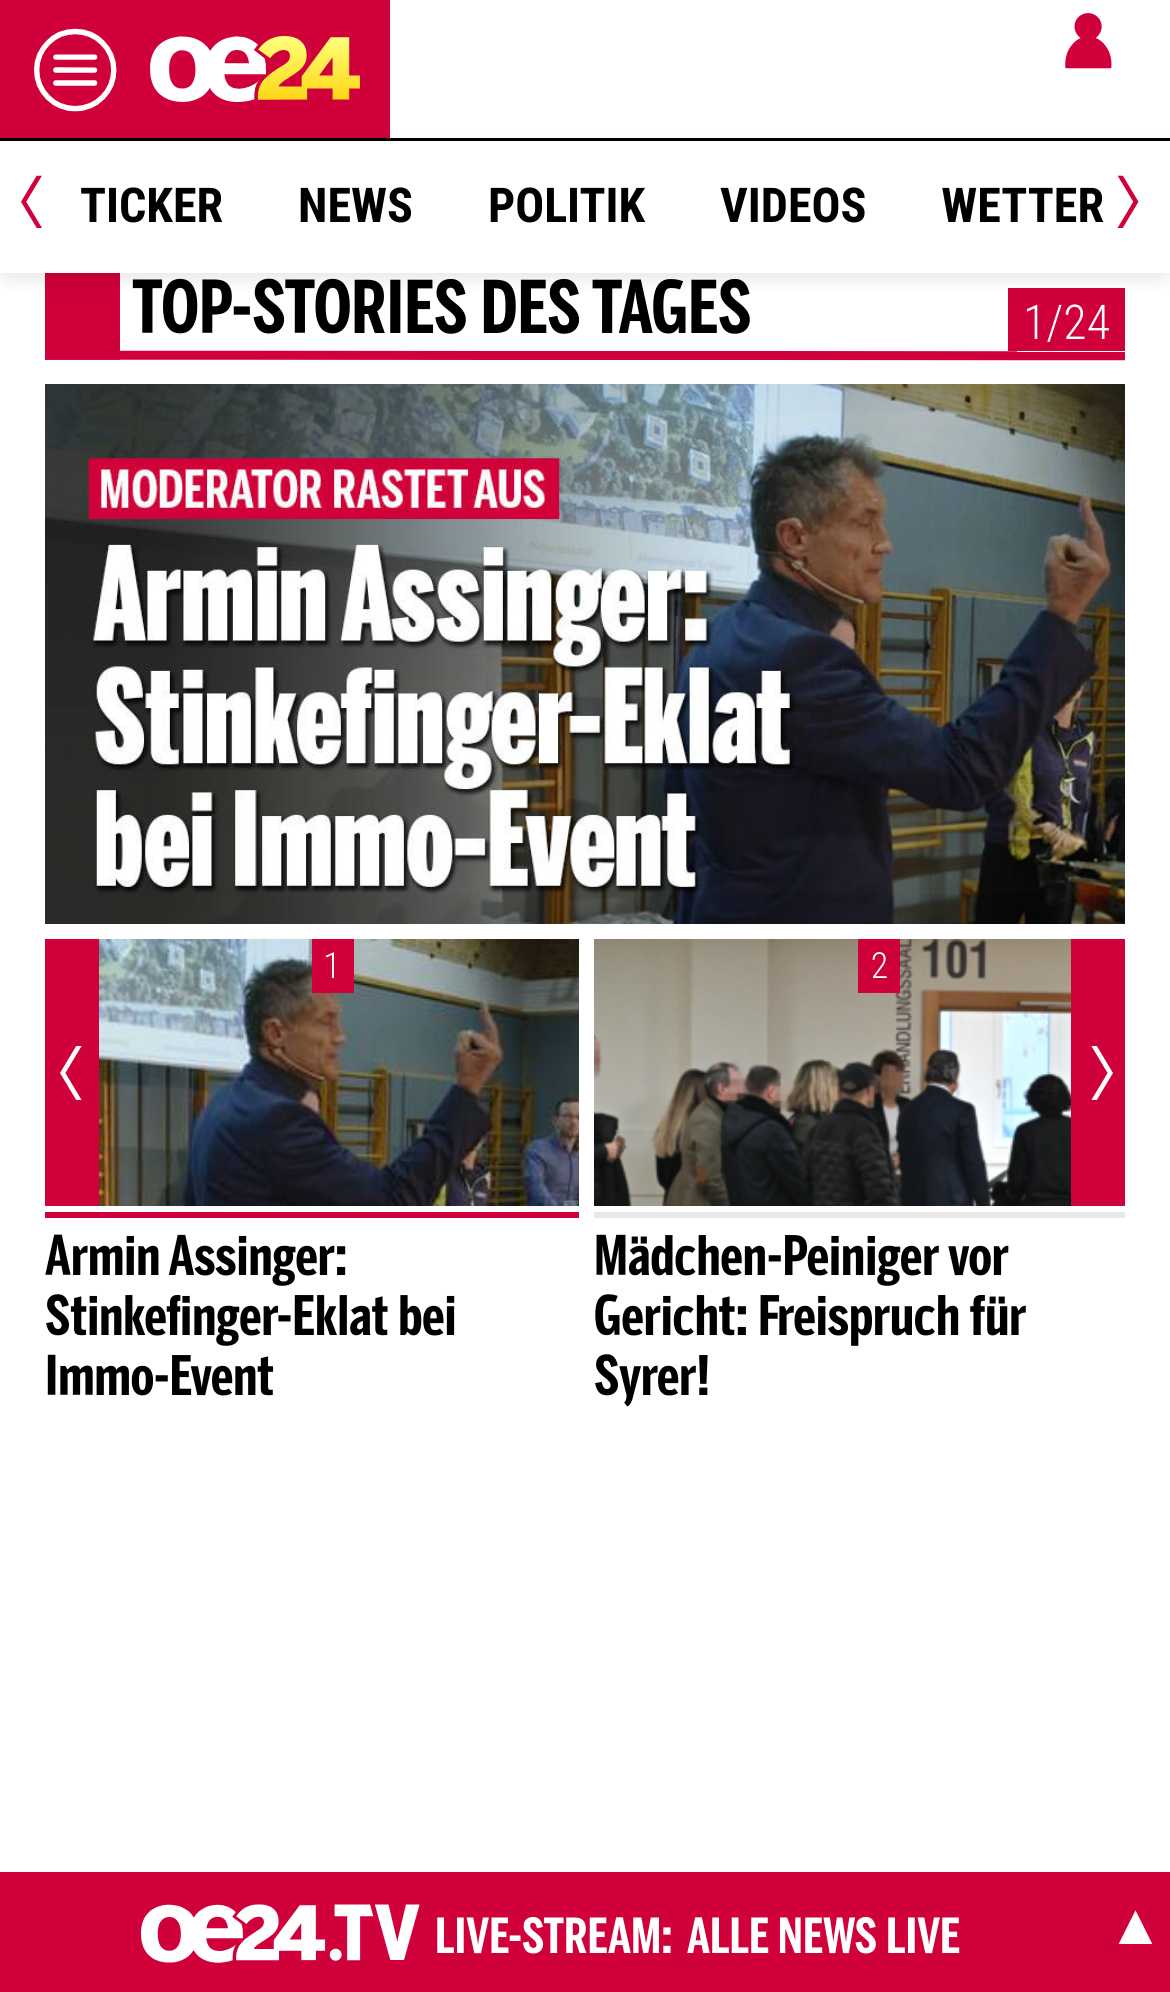 oe24
TICKER NEWS POLITIK VIDEOS WETTER
TOP-STORIES DES TAGES
1/24
MODERATOR RASTET AUS
Armin Assinger:
Stinkefinger-Eklat
bei Immo-Event
1
2
101
Armin Assinger:
Stinkefinger-Eklat bei
Immo-Event
Mädchen-Peiniger vor
Gericht: Freispruch für
Syrer!
oe24.TV LIVE-STREAM: ALLE NEWS LIVE